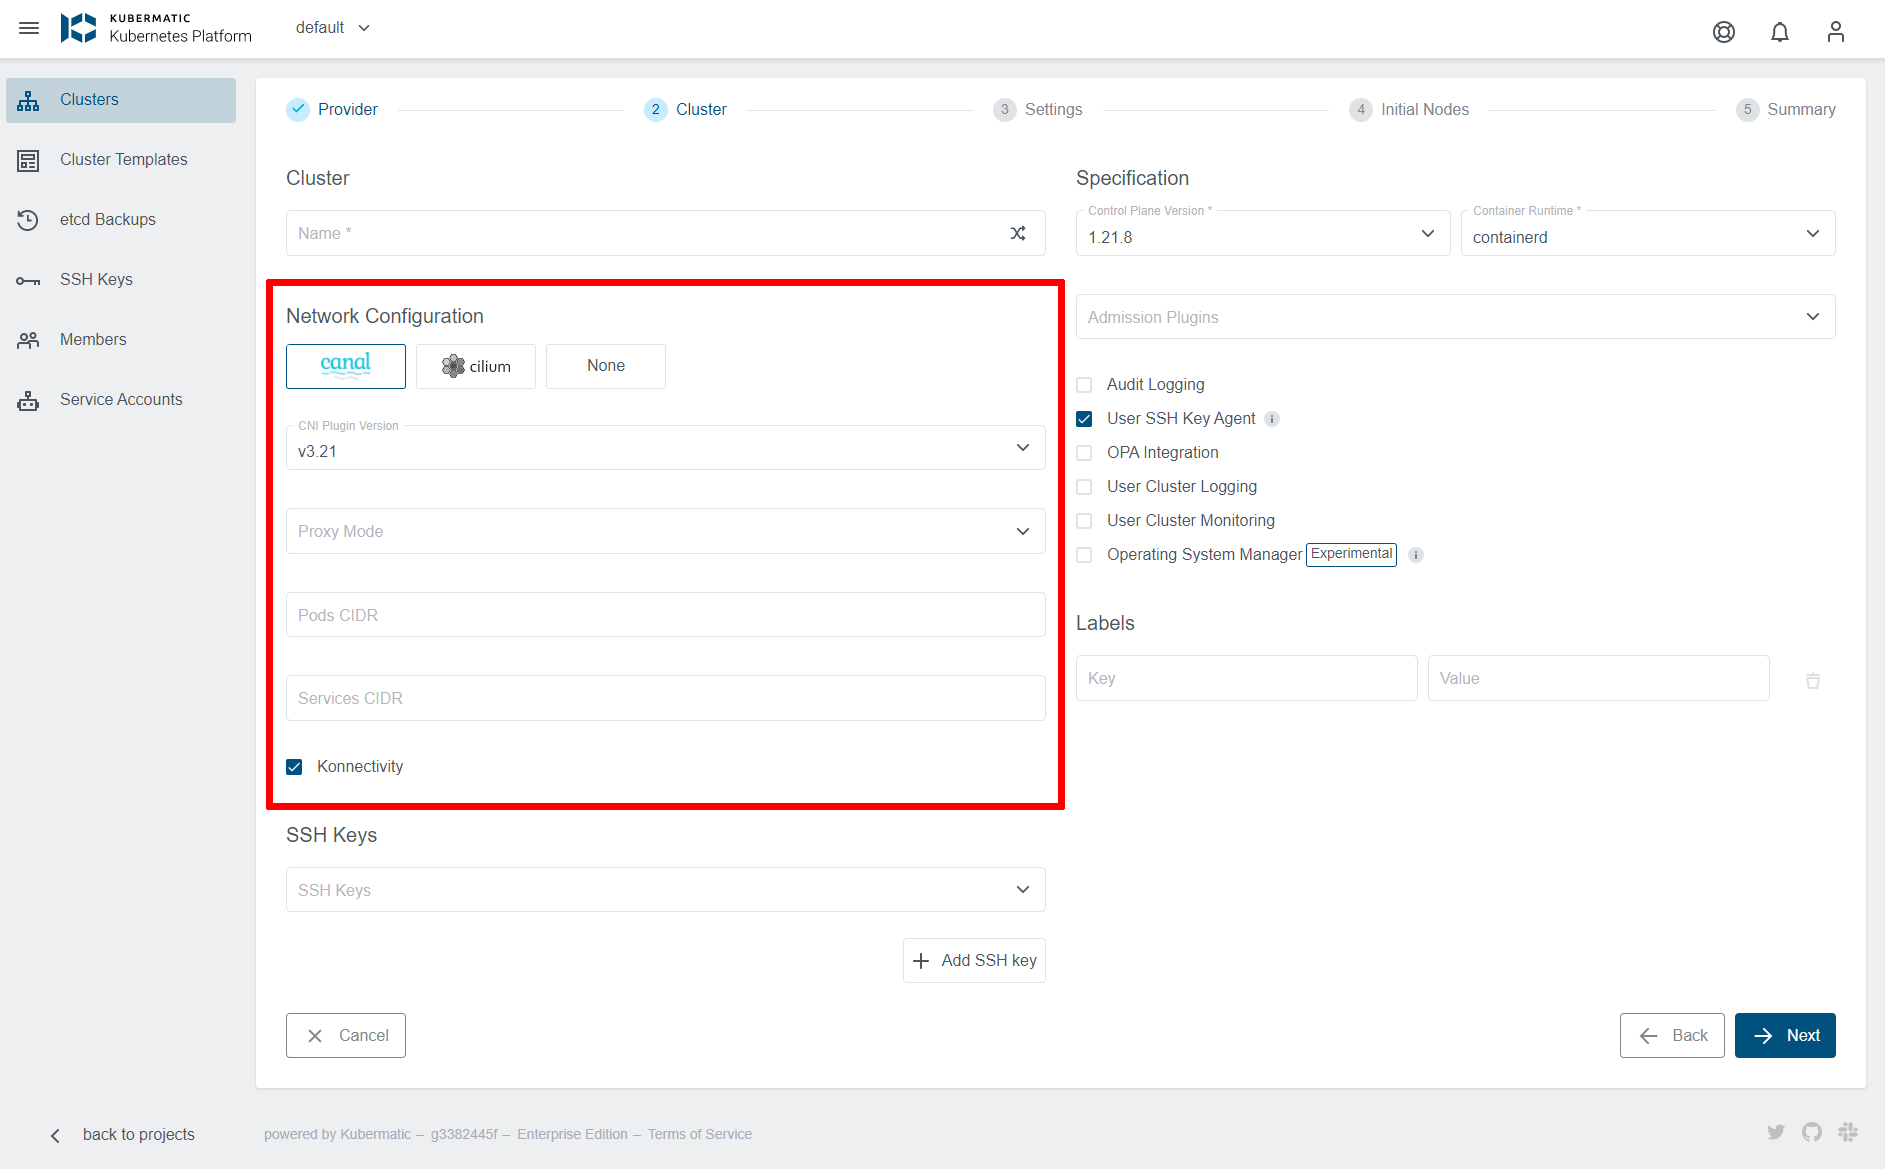 KUBERMATIC
Kubernetes Platform
default
Clusters
Cluster Templates
etcd Backups
SSH Keys
Members
Service Accounts
Provider
2 Cluster
3 Settings
4 Initial Nodes
5 Summary
Cluster
Name *
Network Configuration
canal
cilium
None
CNI Plugin Version
v3.21
Proxy Mode
Pods CIDR
Services CIDR
Konnectivity
SSH Keys
SSH Keys
Add SSH key
Specification
Control Plane Version *
1.21.8
Container Runtime *
containerd
Admission Plugins
Audit Logging
User SSH Key Agent
OPA Integration
User Cluster Logging
User Cluster Monitoring
Operating System Manager Experimental
Labels
Key
Value
Cancel
Back
Next
back to projects
powered by Kubermatic – g3382445f – Enterprise Edition – Terms of Service